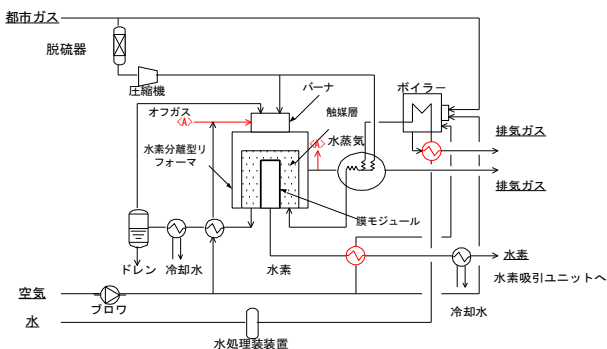 都市ガス
脱硫器
圧縮機
バーナ
ボイラー
オフガス
触媒層
<A>
水蒸気
<A>
排気ガス
水素分離型リ
フォーマ
排気ガス
膜モジュール
ドレン
冷却水
水素
水素
水素吸引ユニットへ
空気
ブロワ
冷却水
水
水処理装装置